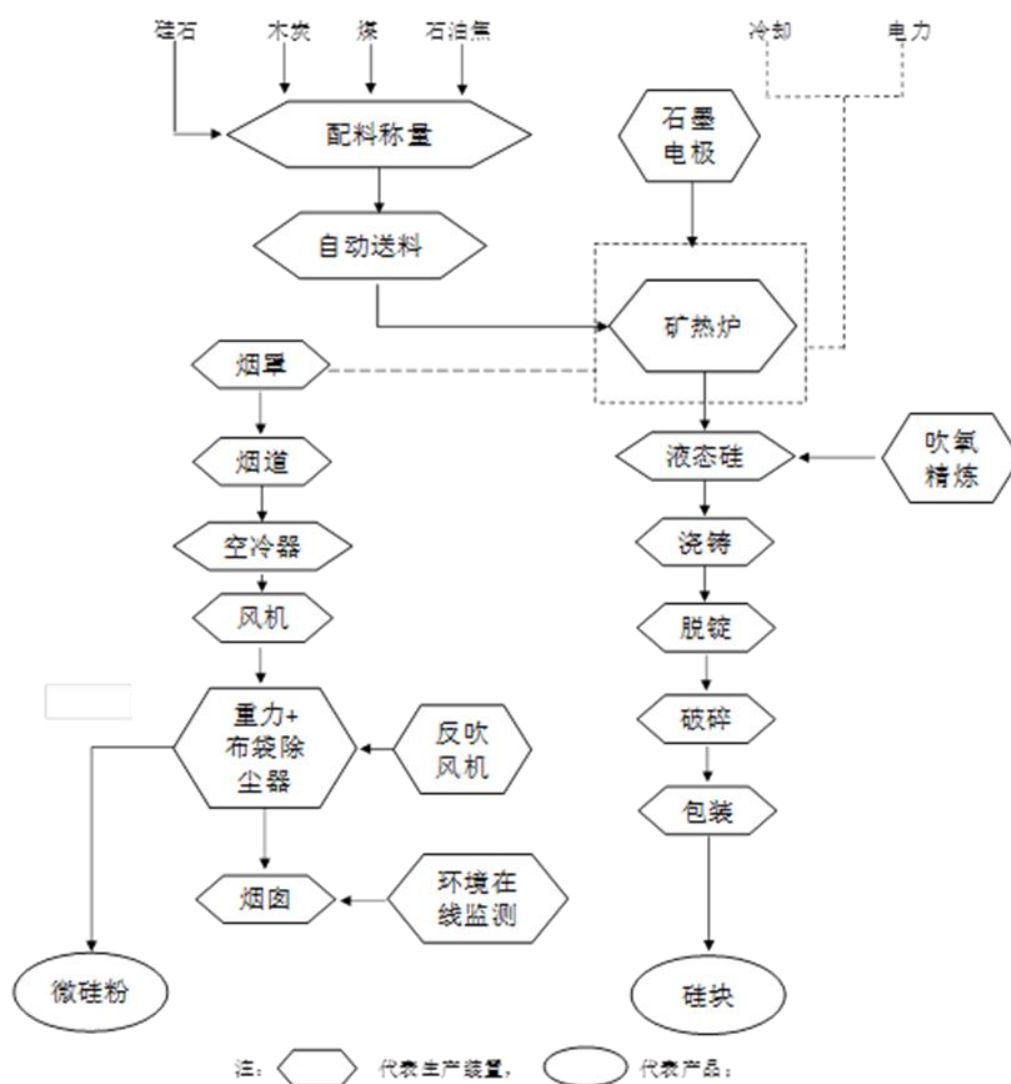 硅石 木炭 煤 石油焦 冷却 电力
配料称量
石墨
电极
自动送料
矿热炉
烟罩
烟道
液态硅
吹氧
精炼
空冷器
浇铸
风机
脱锭
重力+
布袋除
尘器
反吹
风机
破碎
包装
烟囱
环境在
线监测
微硅粉
硅块
注: 代表生产装置, 代表产品;